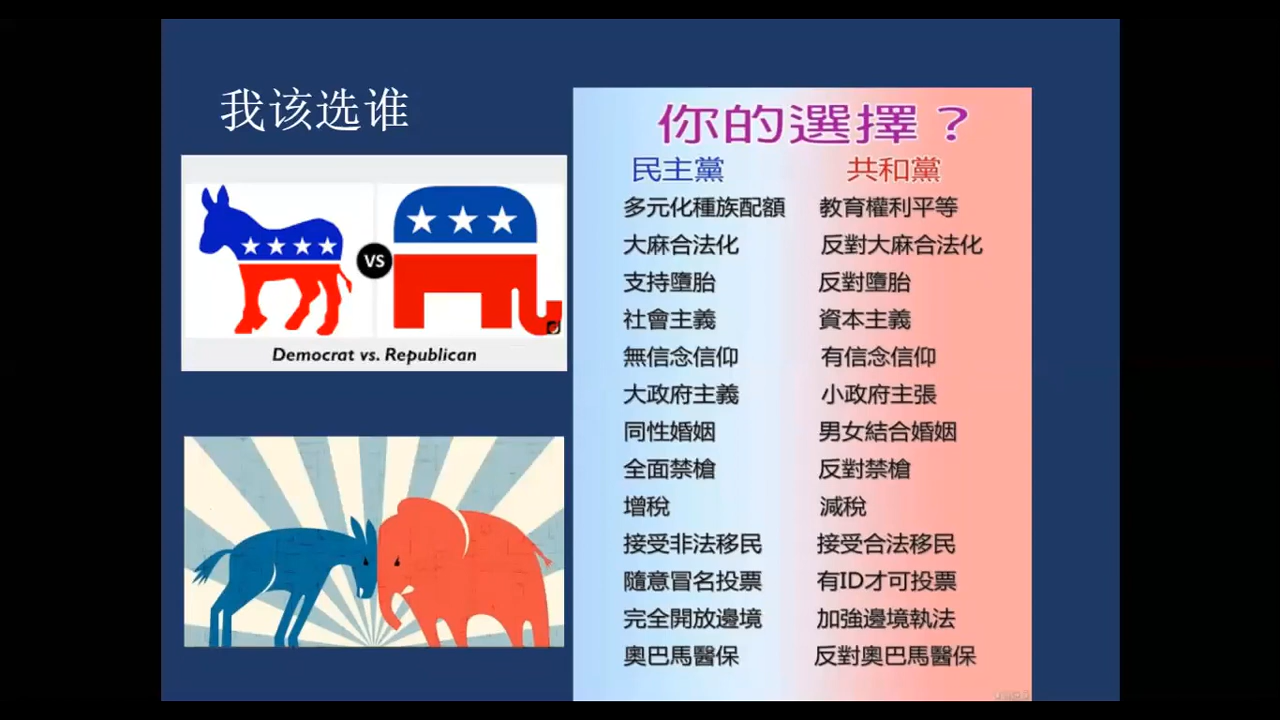 我该选谁
VS
Democrat vs. Republican
你的選擇？
民主黨 共和黨
多元化種族配額 教育權利平等
大麻合法化 反對大麻合法化
支持墮胎 反對墮胎
社會主義 資本主義
無信念信仰 有信念信仰
大政府主義 小政府主張
同性婚姻 男女結合婚姻
全面禁槍 反對禁槍
增稅 減稅
接受非法移民 接受合法移民
隨意冒名投票 有ID才可投票
完全開放邊境 加強邊境執法
奧巴馬醫保 反對奧巴馬醫保